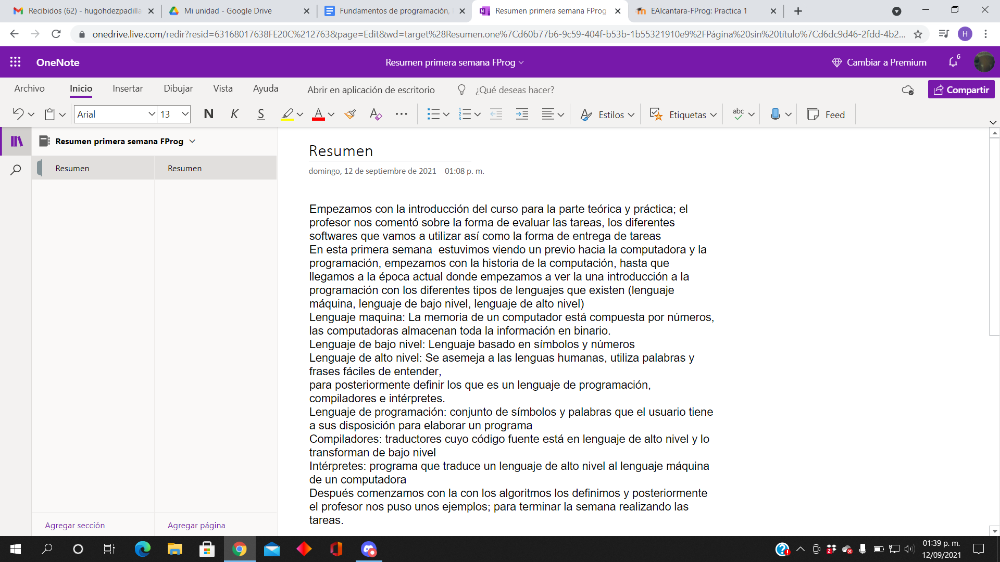 Recibidos (62) - hugohdezpadilla
Mi unidad - Google Drive
Fundamentos de programación,
Resumen primera semana FProg
EAlcantara-FProg: Practica 1
onedrive.live.com/redir?resid=63168017638FE20C%212763&page=Edit&wd=target%28Resumen.one%7Cd60b77b6-9c59-404f-b53b-1b55321910e9%2FPágina%20sin%20título%7Cd6dc9d46-2fdd-4b2...
H
OneNote
Resumen primera semana FProg
Cambiar a Premium
6
Archivo Inicio Insertar Dibujar Vista Ayuda Abrir en aplicación de escritorio ¿Qué deseas hacer?
Compartir
Arial 13 N K S A A Estilos Etiquetas abc Feed
Resumen primera semana FProg
Resumen
Resumen
Agregar sección
Agregar página
Resumen
domingo, 12 de septiembre de 2021 01:08 p. m.
Empezamos con la introducción del curso para la parte teórica y práctica; el
profesor nos comentó sobre la forma de evaluar las tareas, los diferentes
softwares que vamos a utilizar así como la forma de entrega de tareas
En esta primera semana  estuvimos viendo un previo hacia la computadora y la
programación, empezamos con la historia de la computación, hasta que
llegamos a la época actual donde empezamos a ver la una introducción a la
programación con los diferentes tipos de lenguajes que existen (lenguaje
máquina, lenguaje de bajo nivel, lenguaje de alto nivel)
Lenguaje maquina: La memoria de un computador está compuesta por números,
las computadoras almacenan toda la información en binario.
Lenguaje de bajo nivel: Lenguaje basado en símbolos y números
Lenguaje de alto nivel: Se asemeja a las lenguas humanas, utiliza palabras y
frases fáciles de entender,
para posteriormente definir los que es un lenguaje de programación,
compiladores e intérpretes.
Lenguaje de programación: conjunto de símbolos y palabras que el usuario tiene
a sus disposición para elaborar un programa
Compiladores: traductores cuyo código fuente está en lenguaje de alto nivel y lo
transforman de bajo nivel
Intérpretes: programa que traduce un lenguaje de alto nivel al lenguaje máquina
de un computadora
Después comenzamos con la con los algoritmos los definimos y posteriormente
el profesor nos puso unos ejemplos; para terminar la semana realizando las
tareas.
2
01:39 p. m.
12/09/2021